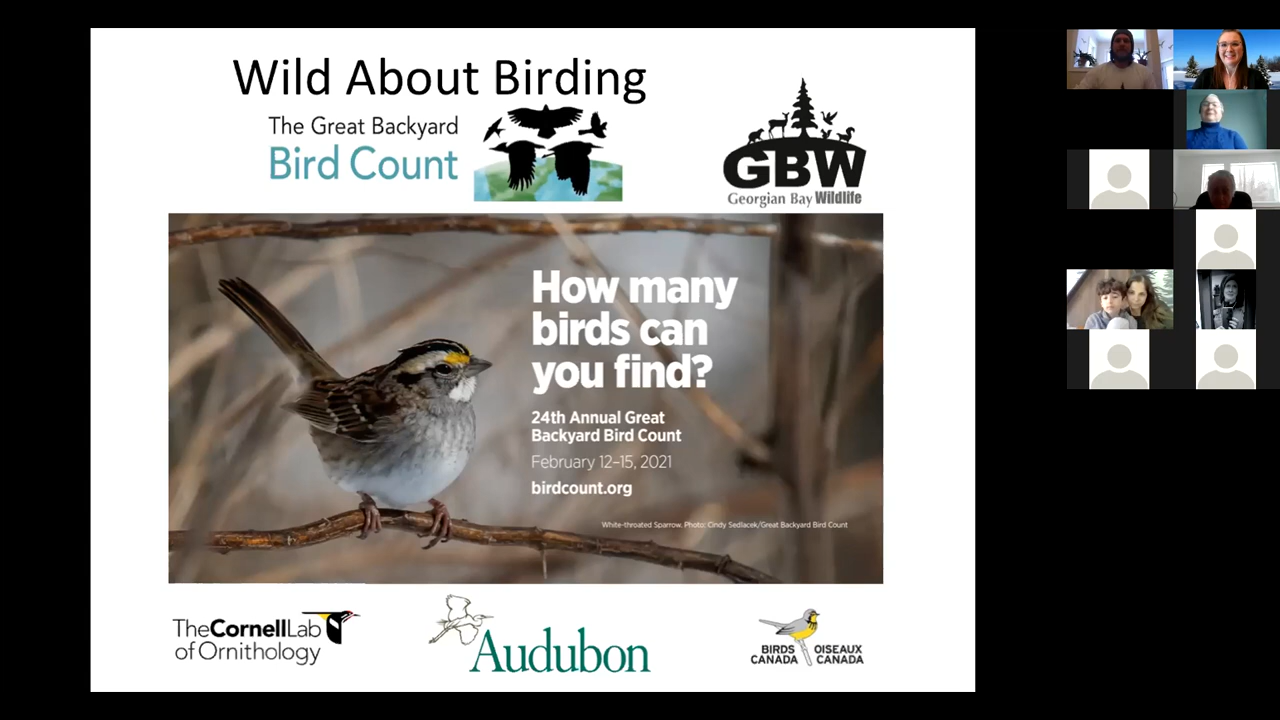 Wild About Birding
The Great Backyard
Bird Count
GBW
Georgian Bay Wildlife
How many
birds can
you find?
24th Annual Great
Backyard Bird Count
February 12–15, 2021
birdcount.org
White-throated Sparrow. Photo: Cindy Sedlacek/Great Backyard Bird Count
TheCornellLab
of Ornithology
Audubon
BIRDS OISEAUX
CANADA CANADA